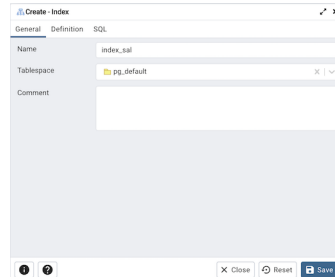 Create - Index
General Definition SQL
Name index_sal
Tablespace pg_default
Comment
Close Reset Save